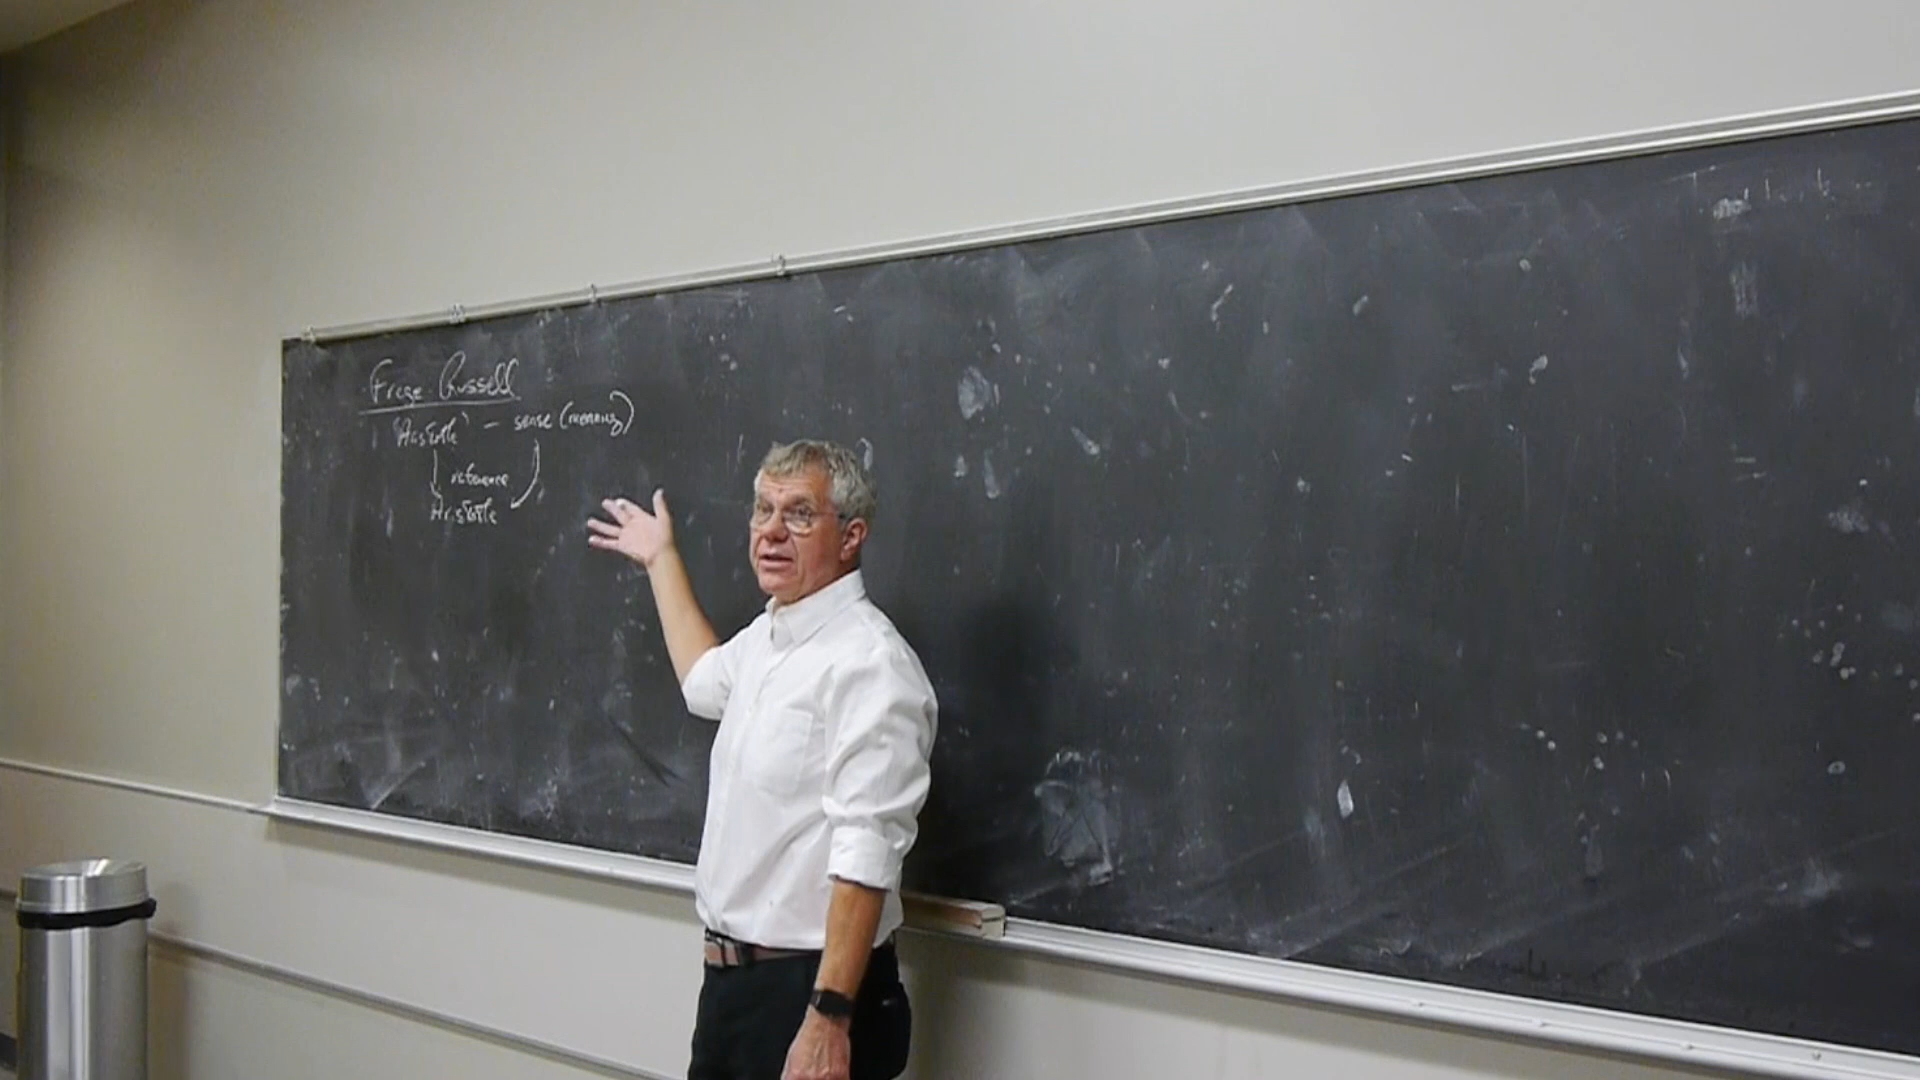 Frege-Russell
'Aristotle' – sense (meaning)
reference
Aristotle